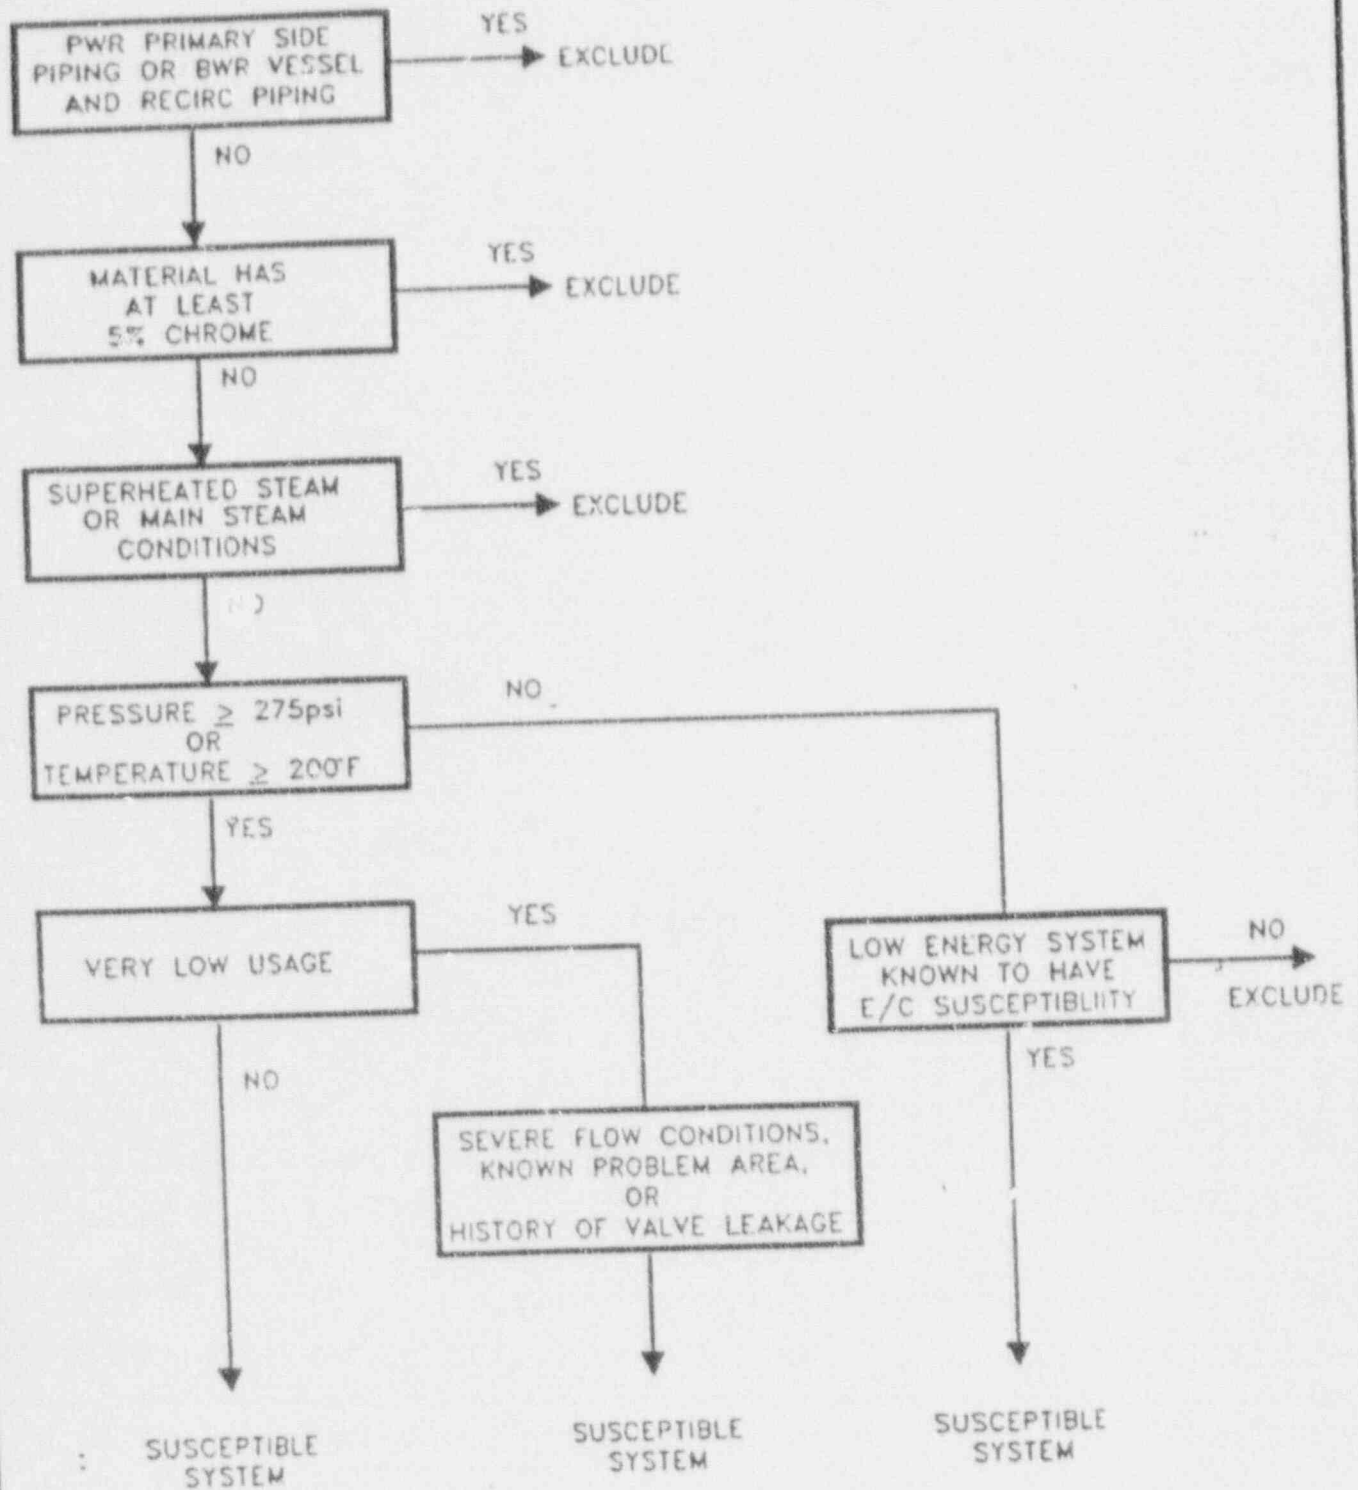 PWR PRIMARY SIDE
PIPING OR BWR VESSEL
AND RECIRC PIPING
YES
EXCLUDE
NO
MATERIAL HAS
AT LEAST
5% CHROME
YES
EXCLUDE
NO
SUPERHEATED STEAM
OR MAIN STEAM
CONDITIONS
YES
EXCLUDE
NO
PRESSURE ≥ 275psi
OR
TEMPERATURE ≥ 200°F
NO
YES
VERY LOW USAGE
YES
LOW ENERGY SYSTEM
KNOWN TO HAVE
E/C SUSCEPTIBLIITY
NO
EXCLUDE
NO
YES
SEVERE FLOW CONDITIONS,
KNOWN PROBLEM AREA,
OR
HISTORY OF VALVE LEAKAGE
SUSCEPTIBLE
SYSTEM
SUSCEPTIBLE
SYSTEM
SUSCEPTIBLE
SYSTEM